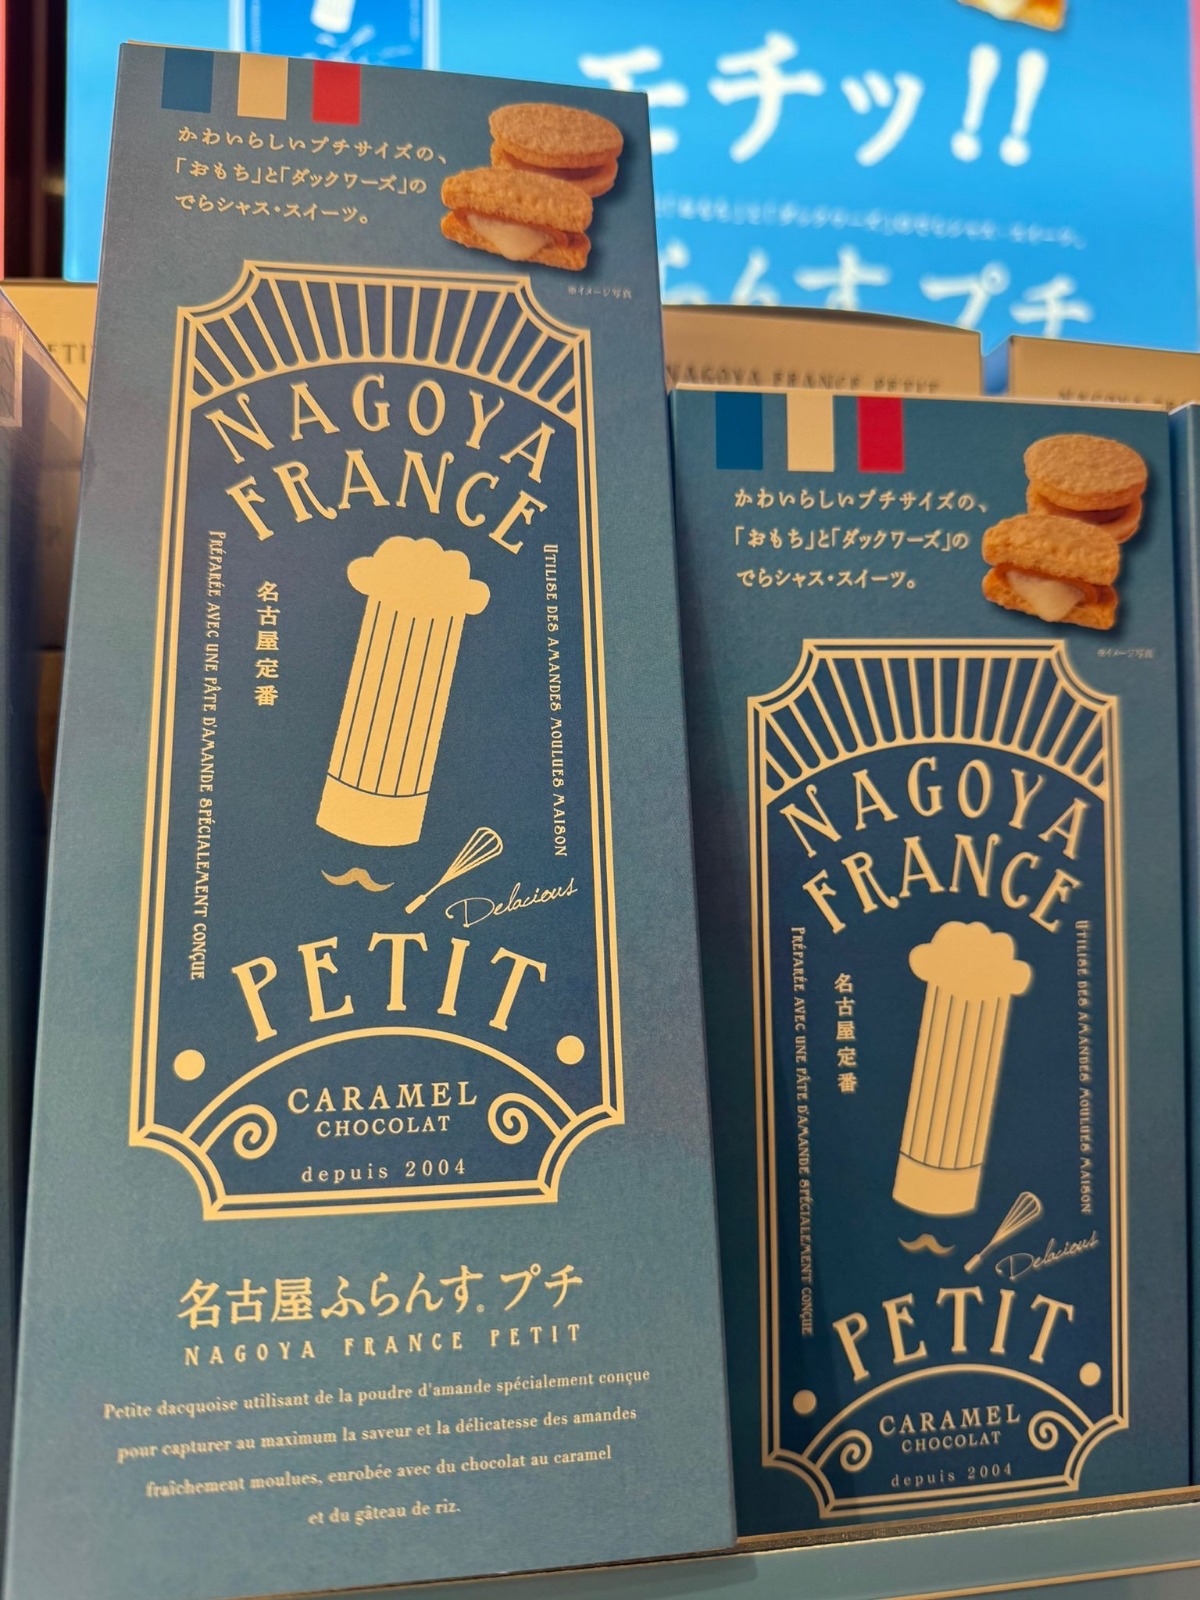 モチッ!!
ふらんす プチ
かわいらしいプチサイズの、
「おもち」と「ダックワーズ」の
でらシャス・スイーツ。
※イメージ写真
NAGOYA
FRANCE
名古屋定番
PRÉPARÉE AVEC UNE PÂTE D'AMANDE SPÉCIALEMENT CONÇUE
UTILISE DES AMANDES MOULUES MAISON
Delacious
PETIT
CARAMEL
CHOCOLAT
depuis 2004
名古屋ふらんす。プチ
NAGOYA FRANCE PETIT
Petite dacquoise utilisant de la poudre d'amande spécialement conçue
pour capturer au maximum la saveur et la délicatesse des amandes
fraîchement moulues, enrobée avec du chocolat au caramel
et du gâteau de riz.
NAGOYA FRANCE PETIT
かわいらしいプチサイズの、
「おもち」と「ダックワーズ」の
でらシャス・スイーツ。
※イメージ写真
NAGOYA
FRANCE
名古屋定番
PRÉPARÉE AVEC UNE PÂTE D'AMANDE SPÉCIALEMENT CONÇUE
UTILISE DES AMANDES MOULUES MAISON
Delacious
PETIT
CARAMEL
CHOCOLAT
depuis 2004